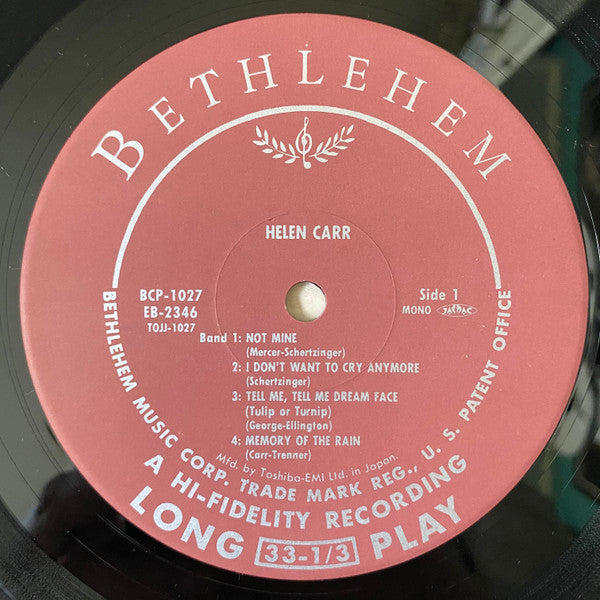 BETHLEHEM
HELEN CARR
BCP-1027
EB-2346
TOJJ-1027
Side 1
MONO JASRAC
Band 1: NOT MINE
(Mercer-Schertzinger)
2: I DON'T WANT TO CRY ANYMORE
(Schertzinger)
3: TELL ME, TELL ME DREAM FACE
(Tulip or Turnip)
(George-Ellington)
4: MEMORY OF THE RAIN
(Carr-Trenner)
Mfd. by Toshiba-EMI Ltd. in Japan.
BETHLEHEM MUSIC CORP. TRADE MARK REG., U. S. PATENT OFFICE
A HI-FIDELITY RECORDING
LONG 33-1/3 PLAY